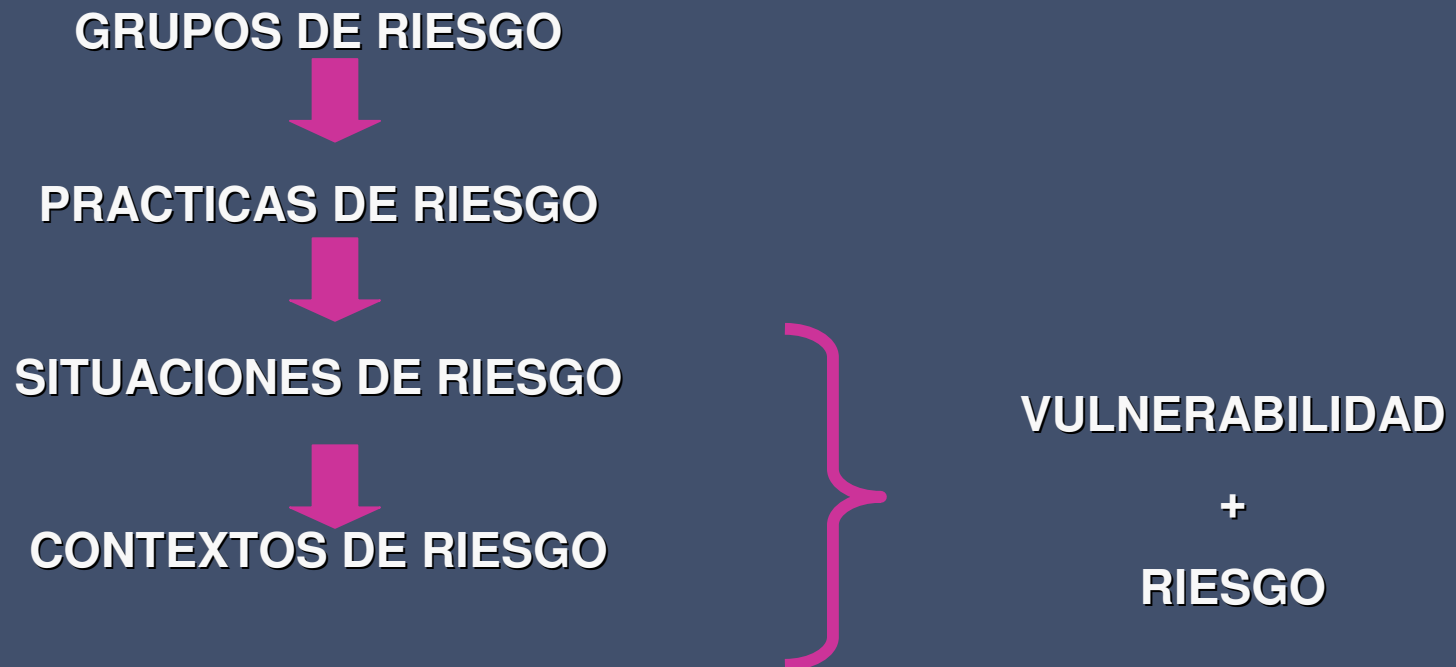 GRUPOS DE RIESGO
PRACTICAS DE RIESGO
SITUACIONES DE RIESGO
CONTEXTOS DE RIESGO
VULNERABILIDAD
+
RIESGO